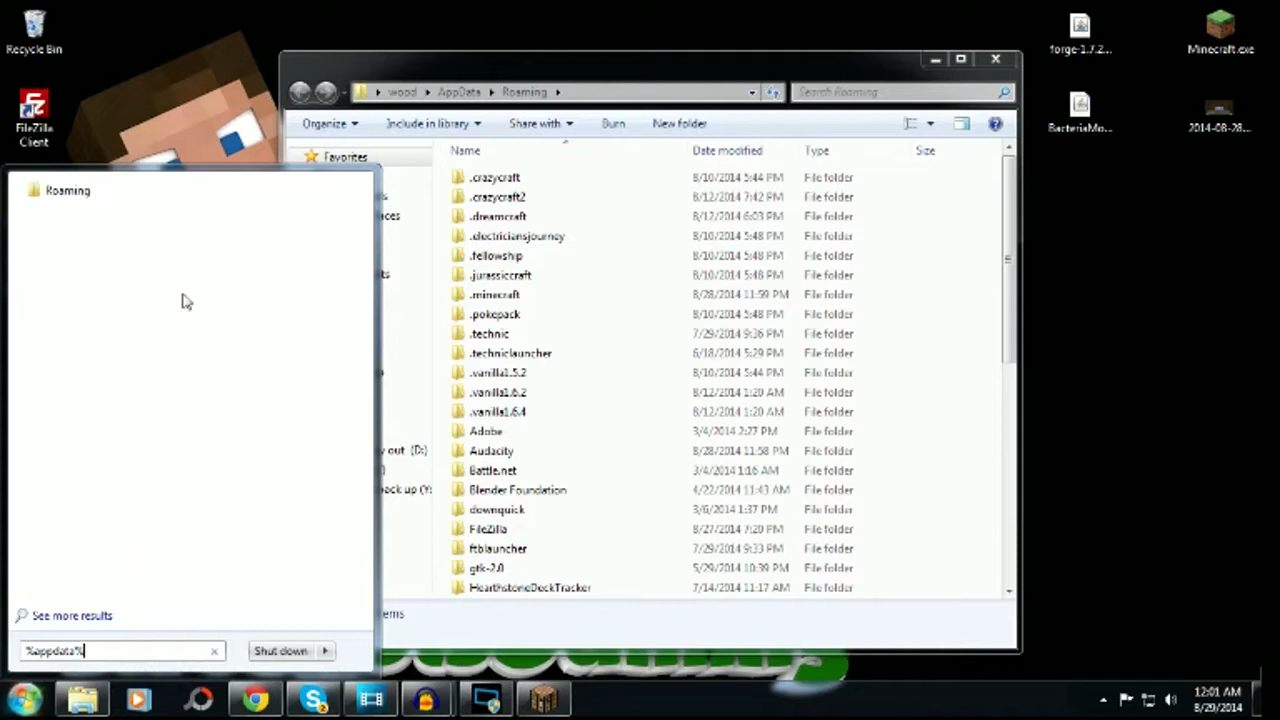 Recycle Bin
FileZilla
Client
forge-1.7.2...
Minecraft.exe
BacteriaMo...
2014-08-28...
wood AppData Roaming
Search Roaming
Organize Include in library Share with Burn New folder
Favorites
Name Date modified Type Size
.crazycraft 8/10/2014 5:44 PM File folder
.crazycraft2 8/12/2014 7:42 PM File folder
.dreamcraft 8/12/2014 6:03 PM File folder
.electriciansjourney 8/10/2014 5:48 PM File folder
.fellowship 8/10/2014 5:48 PM File folder
.jurassiccraft 8/10/2014 5:48 PM File folder
.minecraft 8/28/2014 11:59 PM File folder
.pokepack 8/10/2014 5:48 PM File folder
.technic 7/29/2014 9:36 PM File folder
.techniclauncher 6/18/2014 5:29 PM File folder
.vanilla1.5.2 8/10/2014 5:44 PM File folder
.vanilla1.6.2 8/12/2014 1:20 AM File folder
.vanilla1.6.4 8/12/2014 1:20 AM File folder
Adobe 3/4/2014 2:27 PM File folder
Audacity 8/28/2014 11:58 PM File folder
Battle.net 3/4/2014 1:16 AM File folder
Blender Foundation 4/22/2014 11:43 AM File folder
downquick 3/6/2014 1:37 PM File folder
FileZilla 8/27/2014 7:20 PM File folder
ftblauncher 7/29/2014 9:33 PM File folder
gtk-2.0 5/29/2014 10:39 PM File folder
HearthstoneDeckTracker 7/14/2014 11:17 AM File folder
y out (D:)
back up (Y:
ems
Roaming
See more results
%appdata%
Shut down
12:01 AM
8/29/2014